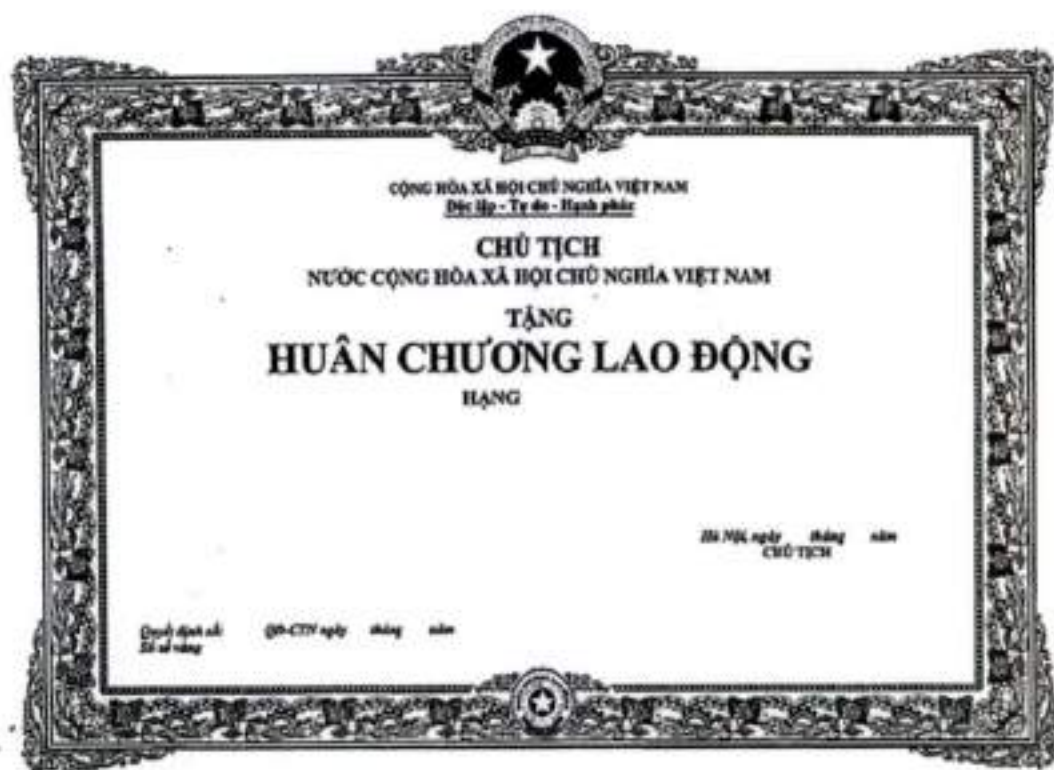 CỘNG HÒA XÃ HỘI CHỦ NGHĨA VIỆT NAM
Độc lập - Tự do - Hạnh phúc
CHỦ TỊCH
NƯỚC CỘNG HÒA XÃ HỘI CHỦ NGHĨA VIỆT NAM
TẶNG
HUÂN CHƯƠNG LAO ĐỘNG
HẠNG
Hà Nội, ngày tháng năm
CHỦ TỊCH
Quyết định số: QĐ-CTN ngày tháng năm
Số sổ vàng